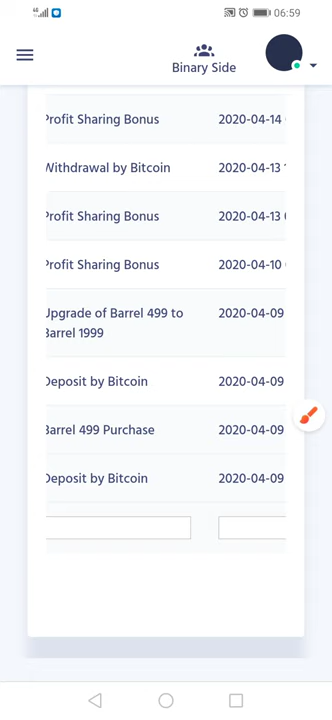 4G
06:59
Binary Side
Profit Sharing Bonus 2020-04-14
Withdrawal by Bitcoin 2020-04-13
Profit Sharing Bonus 2020-04-13
Profit Sharing Bonus 2020-04-10
Upgrade of Barrel 499 to 2020-04-09
Barrel 1999
Deposit by Bitcoin 2020-04-09
Barrel 499 Purchase 2020-04-09
Deposit by Bitcoin 2020-04-09